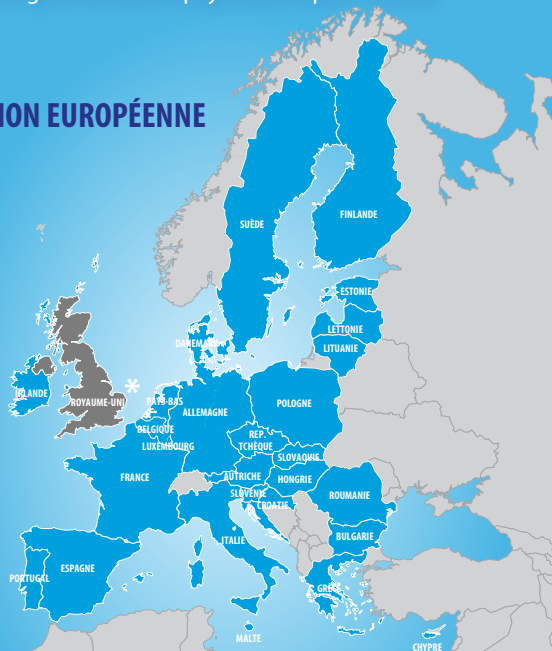 ION EUROPÉENNE
SUÈDE
FINLANDE
ESTONIE
LETTONIE
LITUANIE
DANEMARK
IRLANDE
ROYAUME-UNI
*
PAYS-BAS
ALLEMAGNE
POLOGNE
BELGIQUE
LUXEMBOURG
REP.
TCHÈQUE
SLOVAQUIE
FRANCE
AUTRICHE
HONGRIE
SLOVÉNIE
CROATIE
ROUMANIE
ITALIE
BULGARIE
PORTUGAL
ESPAGNE
GRÈCE
MALTE
CHYPRE